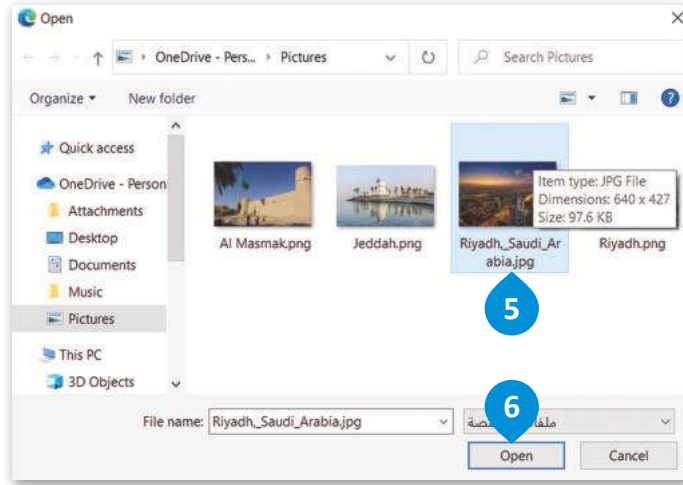 Open
OneDrive - Pers... › Pictures
Search Pictures
Organize
New folder
Quick access
OneDrive - Person
Attachments
Desktop
Documents
Music
Pictures
This PC
3D Objects
Al Masmak.png
Jeddah.png
Riyadh,_Saudi_Ar
abia.jpg
Riyadh.png
Item type: JPG File
Dimensions: 640 x 427
Size: 97.6 KB
5
File name:
Riyadh,_Saudi_Arabia.jpg
6
Open
Cancel